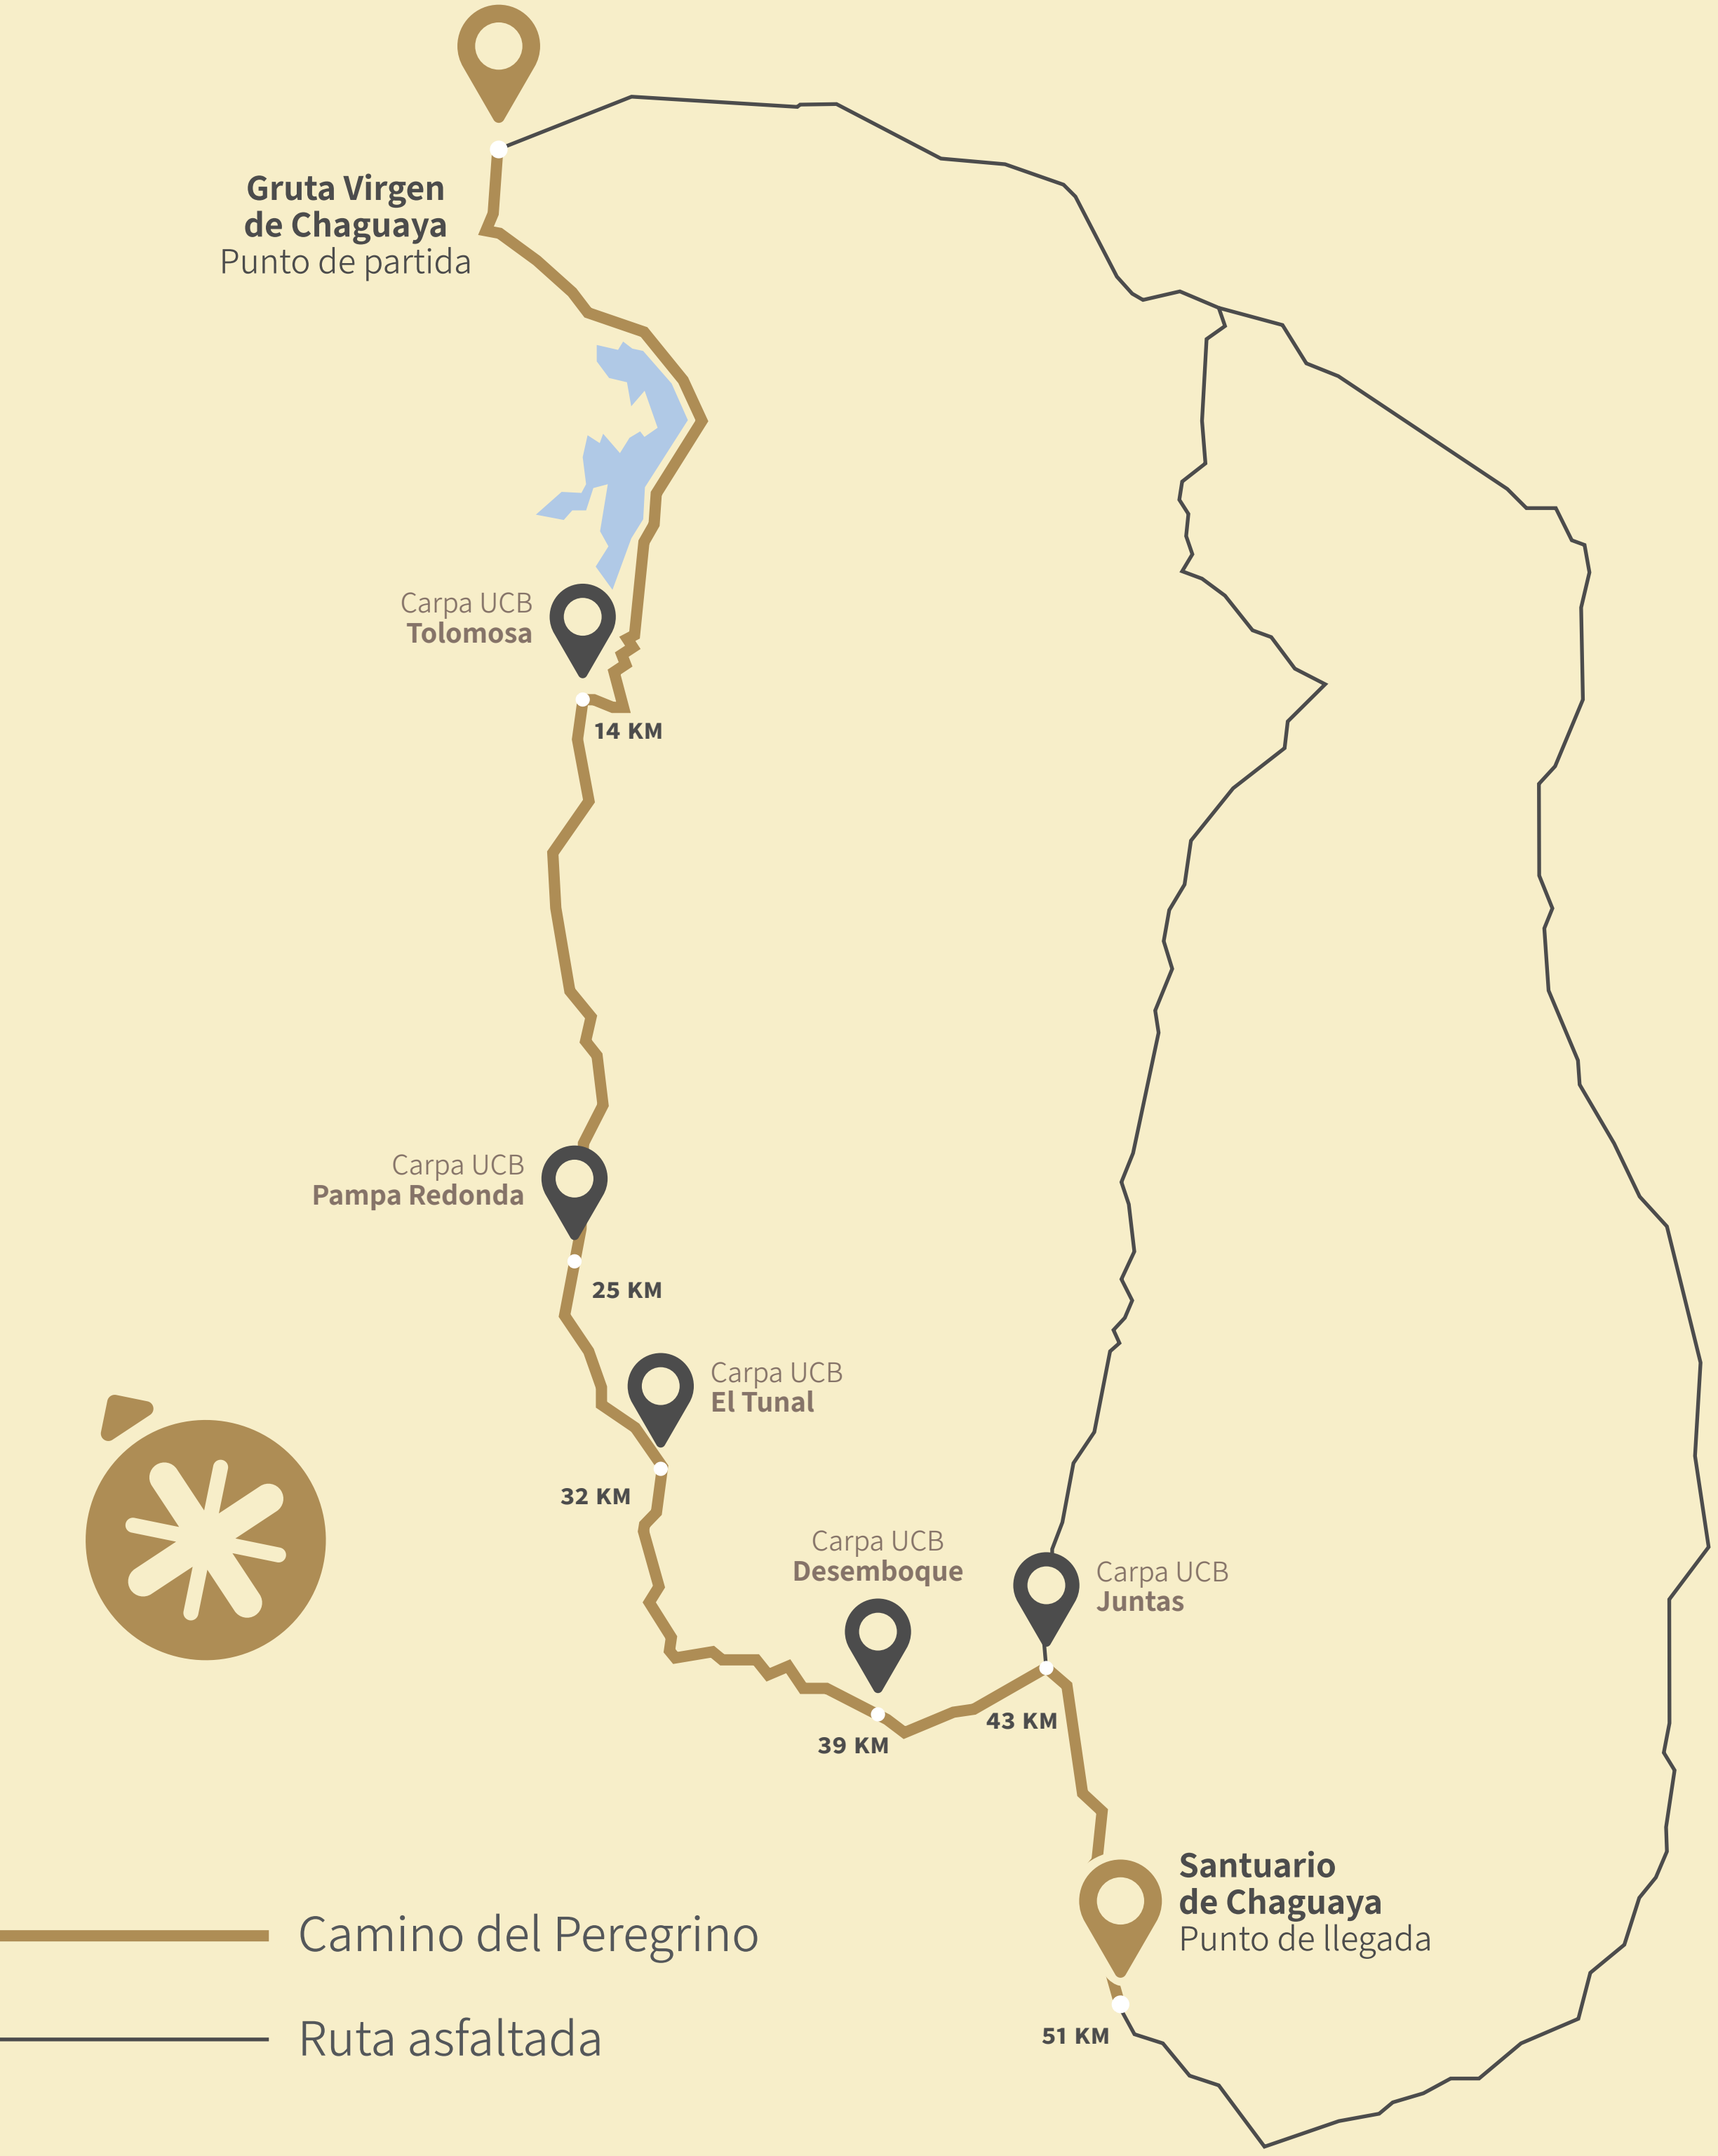 Gruta Virgen
de Chaguaya
Punto de partida
Carpa UCB
Tolomosa
14 KM
Carpa UCB
Pampa Redonda
25 KM
Carpa UCB
El Tunal
32 KM
Carpa UCB
Desemboque
39 KM
Carpa UCB
Juntas
43 KM
Santuario
de Chaguaya
Punto de llegada
51 KM
Camino del Peregrino
Ruta asfaltada